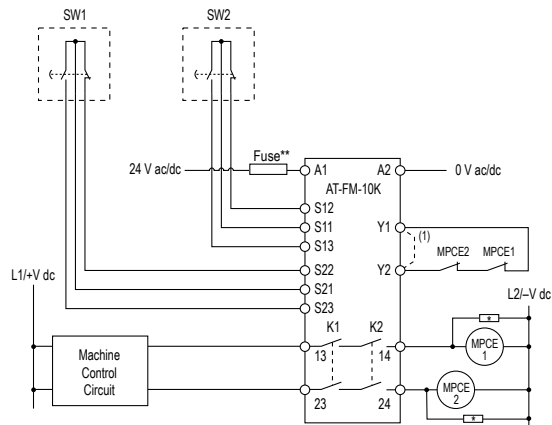 SW1
SW2
Fuse**
24 V ac/dc
A1
A2
0 V ac/dc
AT-FM-10K
S12
S11
S13
Y1
(1)
MPCE2
MPCE1
Y2
S22
S21
S23
L1/+V dc
L2/–V dc
*
K1
K2
13
14
MPCE
1
Machine
Control
Circuit
23
24
MPCE
2
*